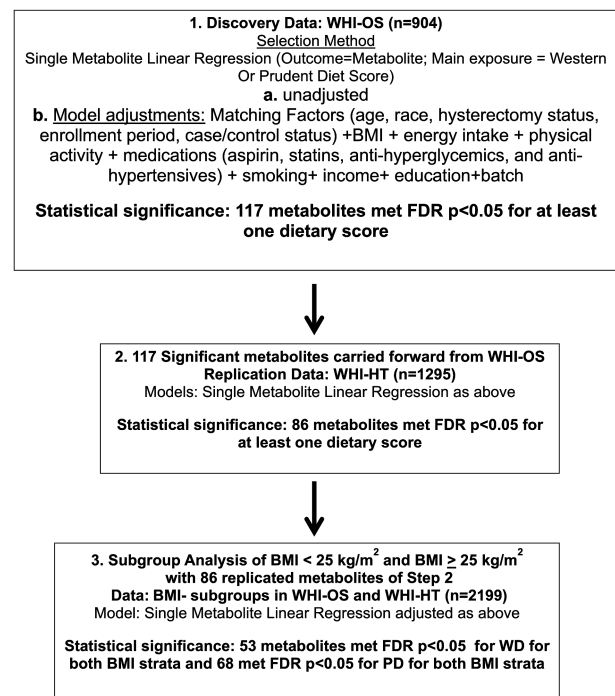 1. Discovery Data: WHI-OS (n=904)
Selection Method
Single Metabolite Linear Regression (Outcome=Metabolite; Main exposure = Western
Or Prudent Diet Score)
a. unadjusted
b. Model adjustments: Matching Factors (age, race, hysterectomy status,
enrollment period, case/control status) +BMI + energy intake + physical
activity + medications (aspirin, statins, anti-hyperglycemics, and anti-
hypertensives) + smoking+ income+ education+batch
Statistical significance: 117 metabolites met FDR p<0.05 for at least
one dietary score
2. 117 Significant metabolites carried forward from WHI-OS
Replication Data: WHI-HT (n=1295)
Models: Single Metabolite Linear Regression as above
Statistical significance: 86 metabolites met FDR p<0.05 for
at least one dietary score
3. Subgroup Analysis of BMI < 25 kg/m² and BMI ≥ 25 kg/m²
with 86 replicated metabolites of Step 2
Data: BMI- subgroups in WHI-OS and WHI-HT (n=2199)
Model: Single Metabolite Linear Regression adjusted as above
Statistical significance: 53 metabolites met FDR p<0.05 for WD for
both BMI strata and 68 met FDR p<0.05 for PD for both BMI strata